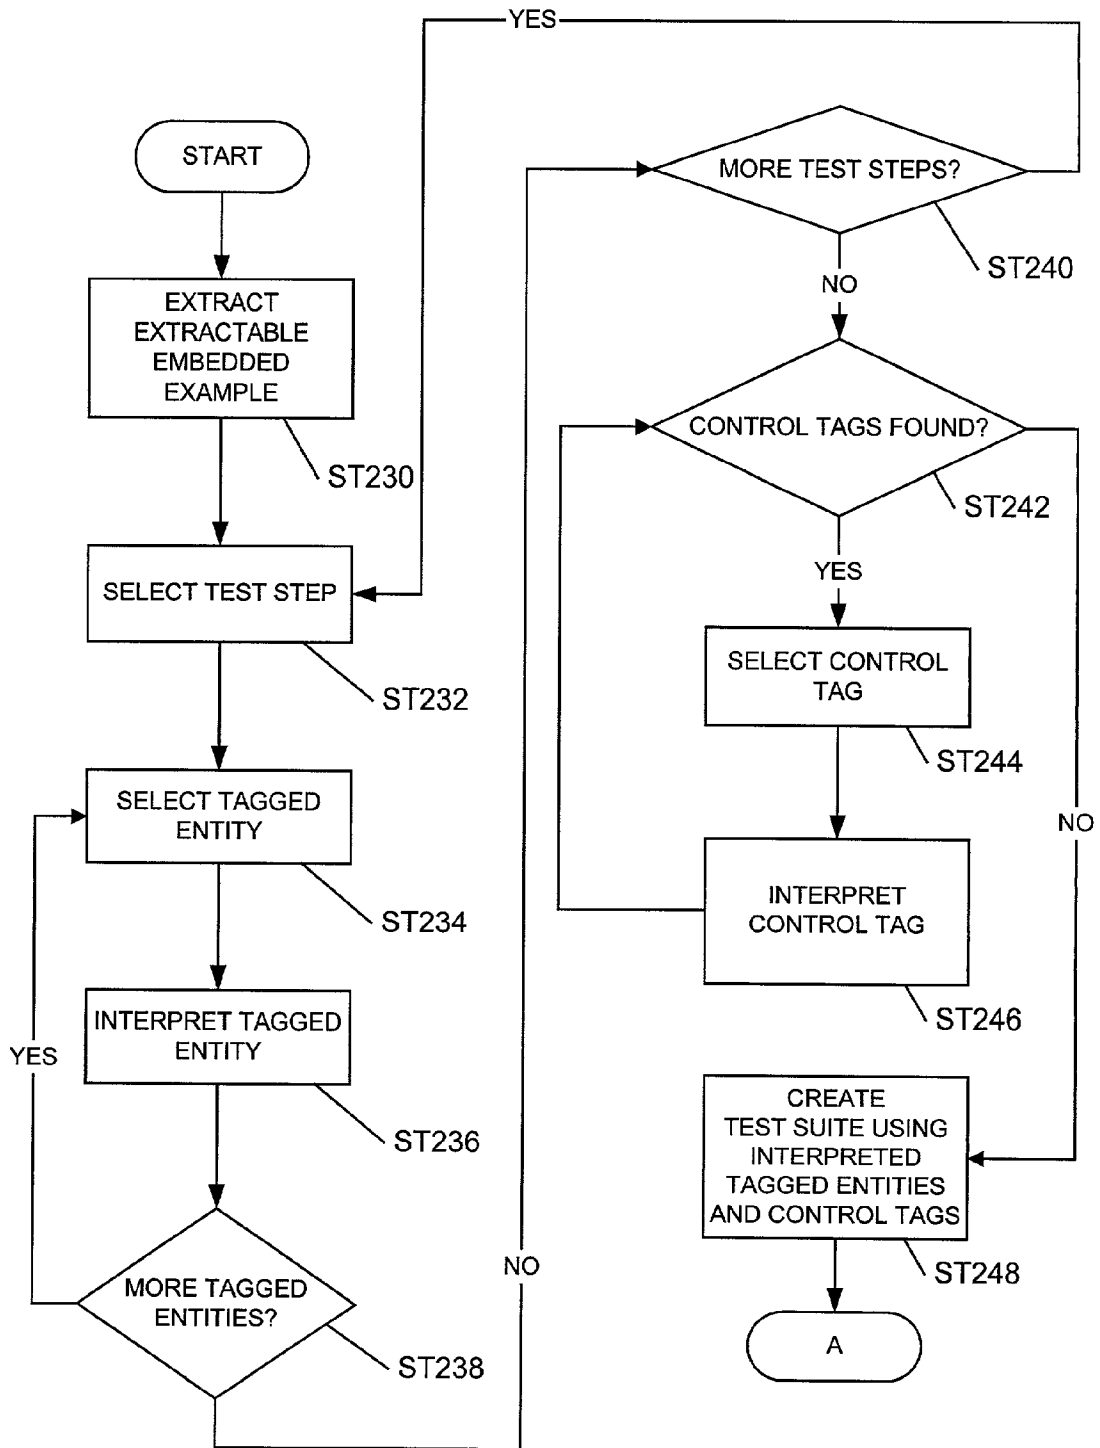 YES
START
EXTRACT
EXTRACTABLE
EMBEDDED
EXAMPLE
ST230
SELECT TEST STEP
ST232
SELECT TAGGED
ENTITY
ST234
INTERPRET TAGGED
ENTITY
ST236
YES
MORE TAGGED
ENTITIES?
ST238
NO
MORE TEST STEPS?
ST240
NO
CONTROL TAGS FOUND?
ST242
YES
SELECT CONTROL
TAG
ST244
NO
INTERPRET
CONTROL TAG
ST246
CREATE
TEST SUITE USING
INTERPRETED
TAGGED ENTITIES
AND CONTROL TAGS
ST248
A